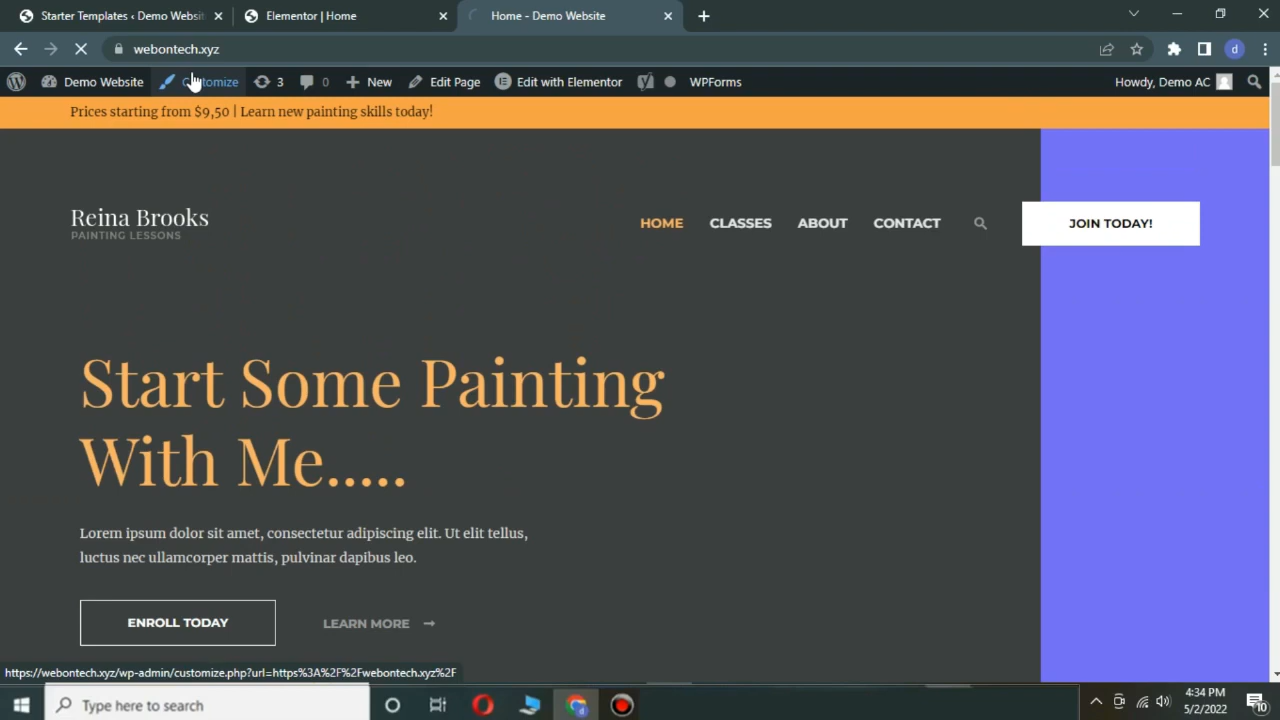 Starter Templates ‹ Demo Websit
Elementor | Home
Home - Demo Website
webontech.xyz
d
Demo Website
Customize
3
0
New
Edit Page
Edit with Elementor
WPForms
Howdy, Demo AC
Prices starting from $9,50 | Learn new painting skills today!
Reina Brooks
PAINTING LESSONS
HOME
CLASSES
ABOUT
CONTACT
JOIN TODAY!
Start Some Painting
With Me.....
Lorem ipsum dolor sit amet, consectetur adipiscing elit. Ut elit tellus,
luctus nec ullamcorper mattis, pulvinar dapibus leo.
ENROLL TODAY
LEARN MORE
https://webontech.xyz/wp-admin/customize.php?url=https%3A%2F%2Fwebontech.xyz%2F
Type here to search
4:34 PM
5/2/2022
10